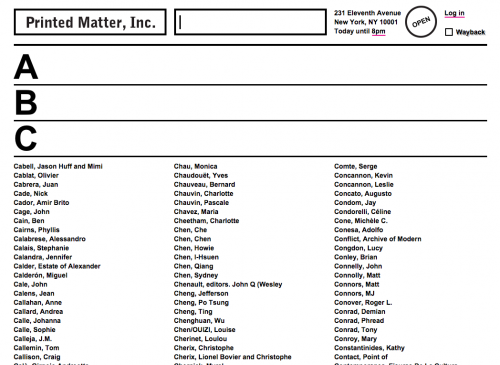 Printed Matter, Inc.
231 Eleventh Avenue
New York, NY 10001
Today until 8pm
OPEN
Log in
Wayback
A
B
C
Cabell, Jason Huff and Mimi
Cablat, Olivier
Cabrera, Juan
Cade, Nick
Cador, Amir Brito
Cage, John
Cain, Ben
Cairns, Phyllis
Calabrese, Alessandro
Calais, Stephanie
Calandra, Jennifer
Calder, Estate of Alexander
Calderón, Miguel
Cale, John
Calens, Jean
Callahan, Anne
Callard, Andrea
Calle, Johanna
Calle, Sophie
Calleja, J.M.
Callemin, Tom
Callison, Craig
Chau, Monica
Chaudouët, Yves
Chauveau, Bernard
Chauvin, Charlotte
Chauvin, Pascale
Chavez, Maria
Cheetham, Charlotte
Chen, Che
Chen, Chen
Chen, Howie
Chen, I-Hsuen
Chen, Qiang
Chen, Sydney
Chenault, editors. John Q (Wesley
Cheng, Jefferson
Cheng, Po Tsung
Cheng, Ting
Chenghuan, Wu
Chen/OUIZI, Louise
Cherinet, Loulou
Cherix, Christophe
Cherix, Lionel Bovier and Christophe
Comte, Serge
Concannon, Kevin
Concannon, Leslie
Concato, Augusto
Condom, Jay
Condorelli, Céline
Cone, Michèle C.
Conesa, Adolfo
Conflict, Archive of Modern
Congdon, Lucy
Conley, Brian
Connelly, John
Connolly, Matt
Connors, Matt
Connors, MJ
Conover, Roger L.
Conrad, Demian
Conrad, Phread
Conrad, Tony
Conroy, Mary
Constantinides, Kathy
Contact, Point of